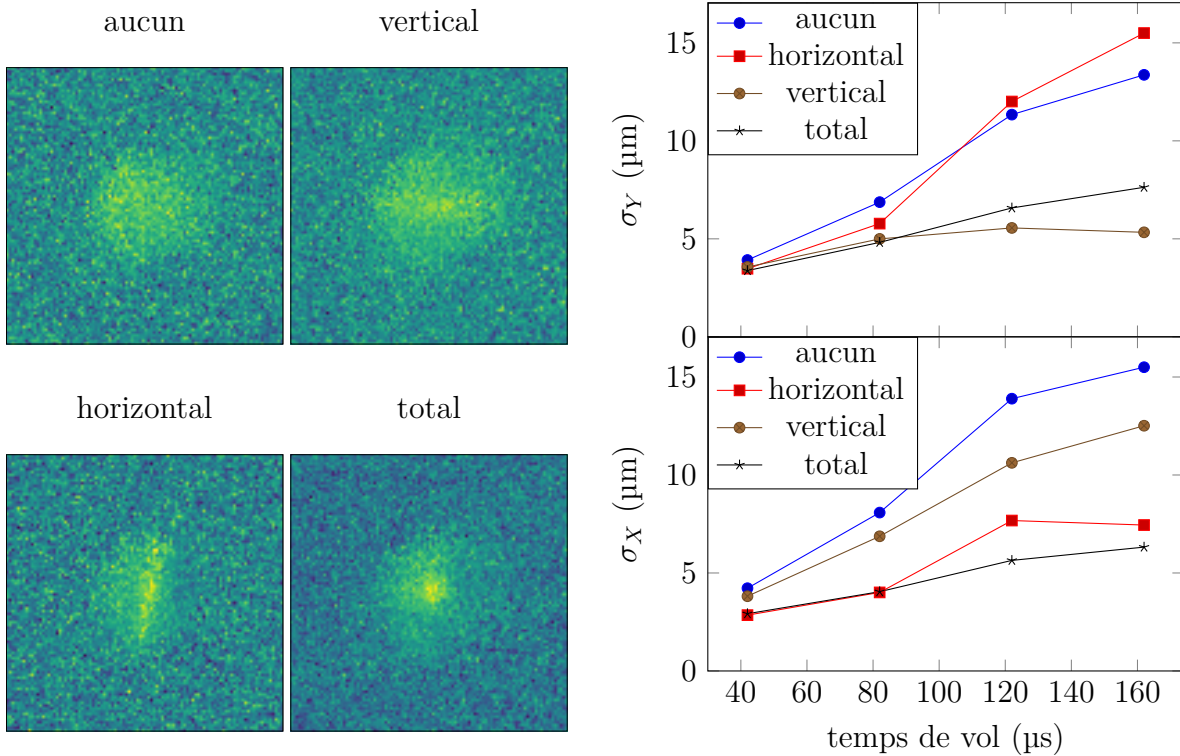 aucun
vertical
horizontal
total
aucun
horizontal
vertical
total
15
10
5
0
σY (µm)
aucun
horizontal
vertical
total
15
10
5
0
σX (µm)
40 60 80 100 120 140 160
temps de vol (µs)